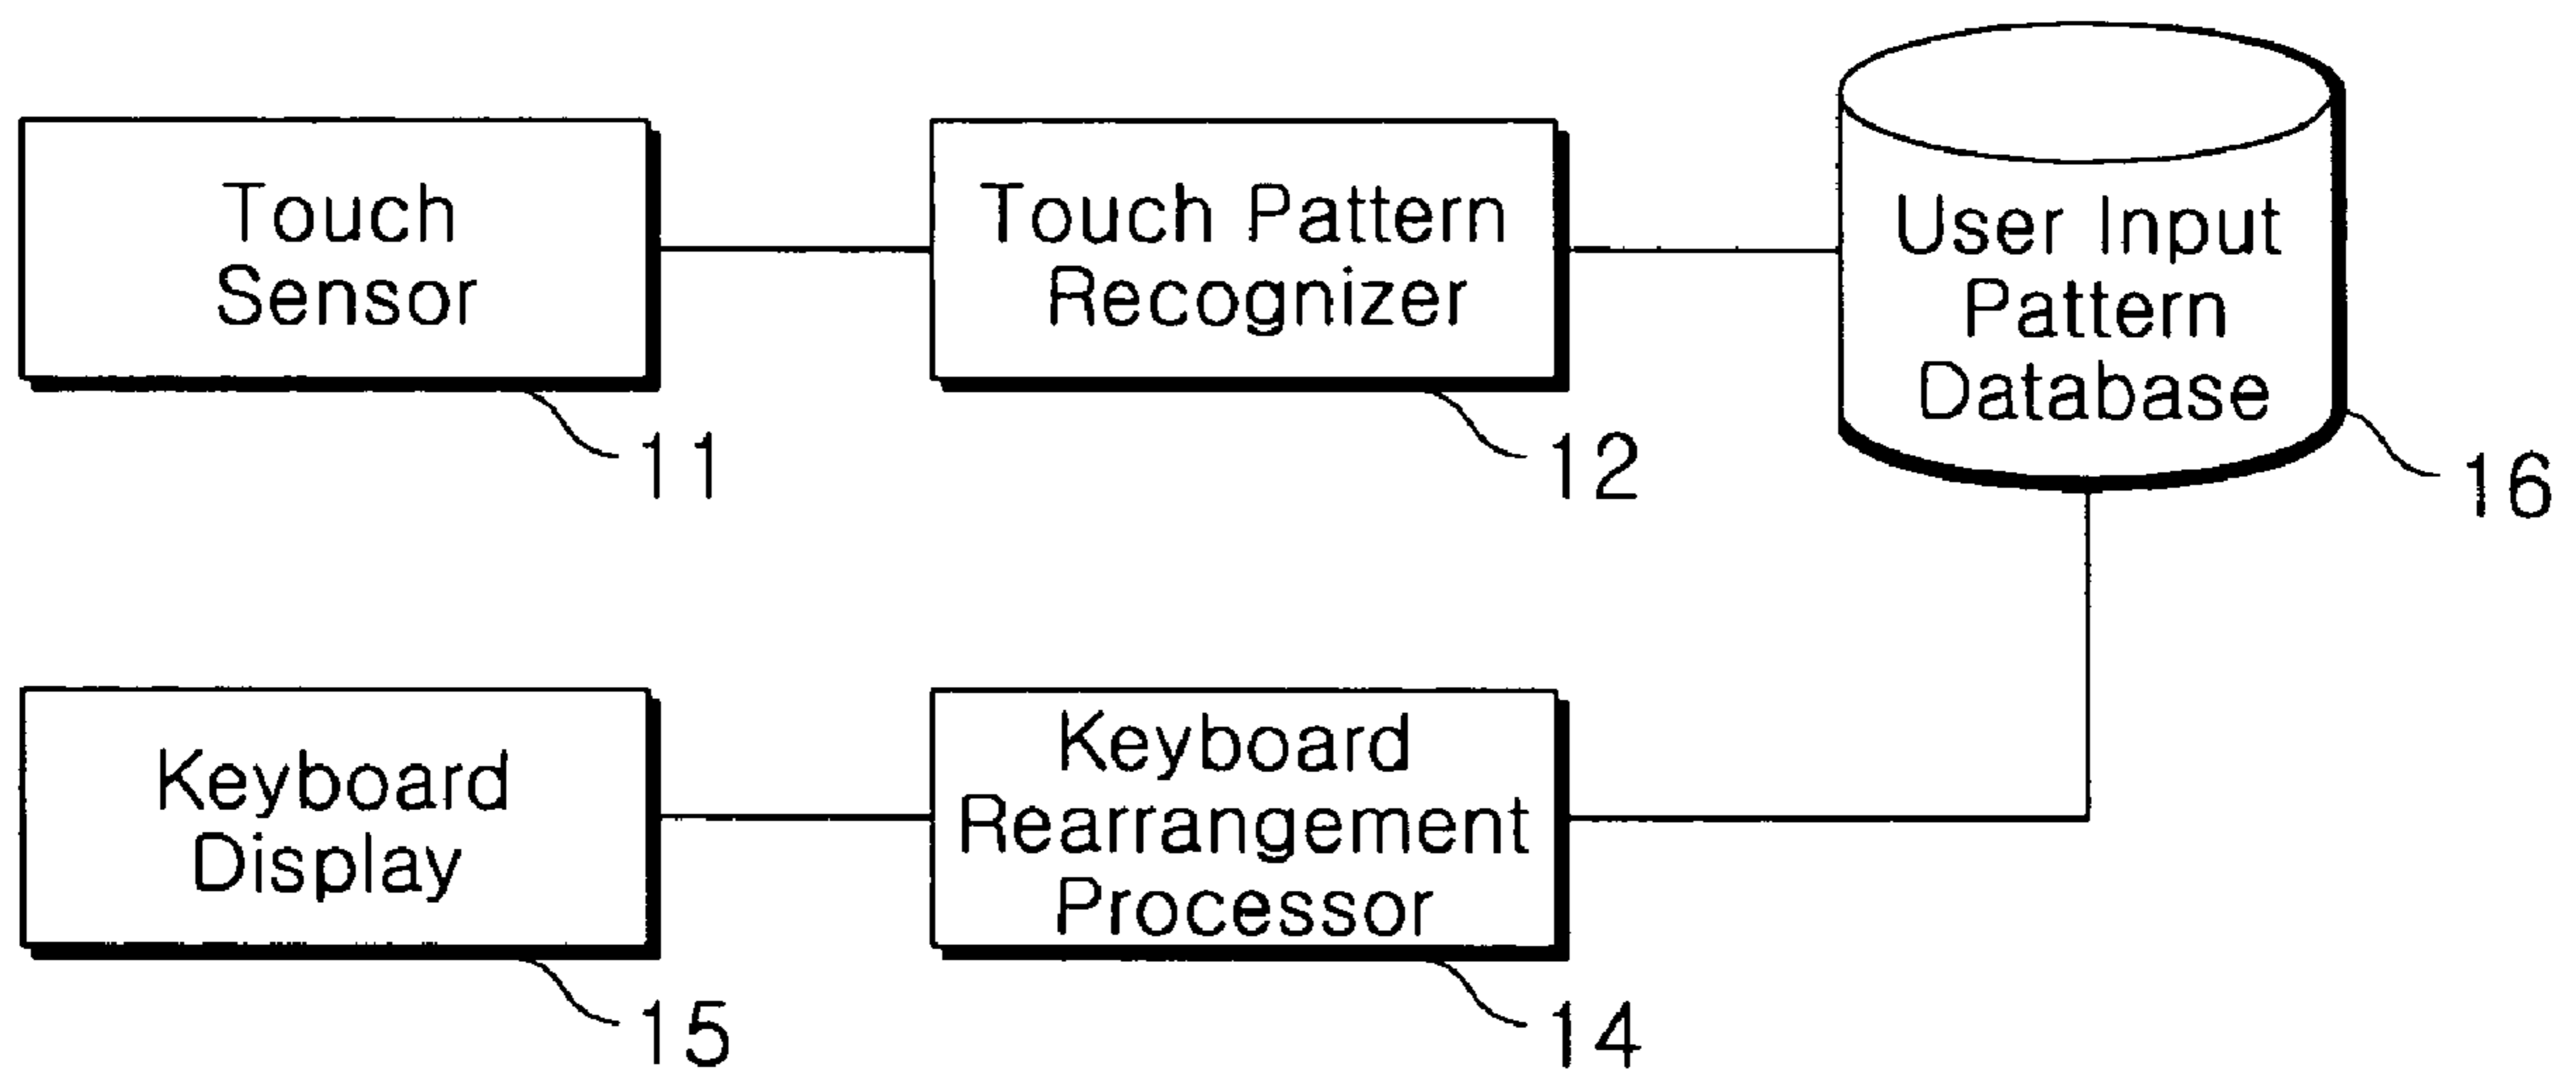 Touch
Sensor
11
Touch Pattern
Recognizer
12
User Input
Pattern
Database
16
Keyboard
Display
15
Keyboard
Rearrangement
Processor
14